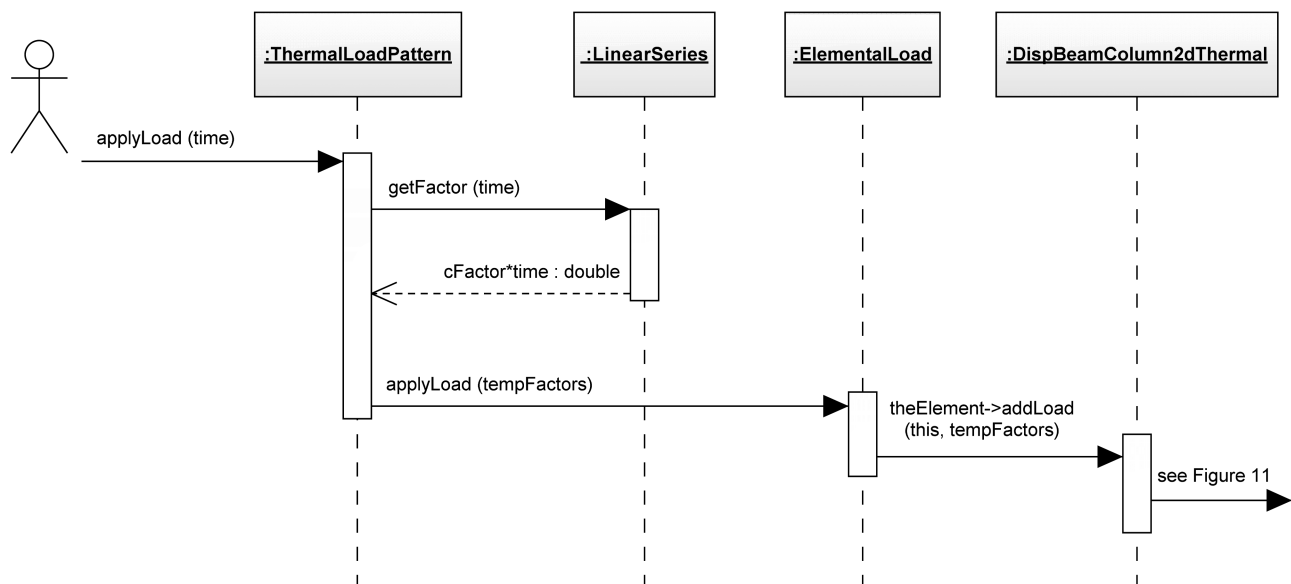 :ThermalLoadPattern
:LinearSeries
:ElementalLoad
:DispBeamColumn2dThermal
applyLoad (time)
getFactor (time)
cFactor*time : double
applyLoad (tempFactors)
theElement->addLoad
(this, tempFactors)
see Figure 11